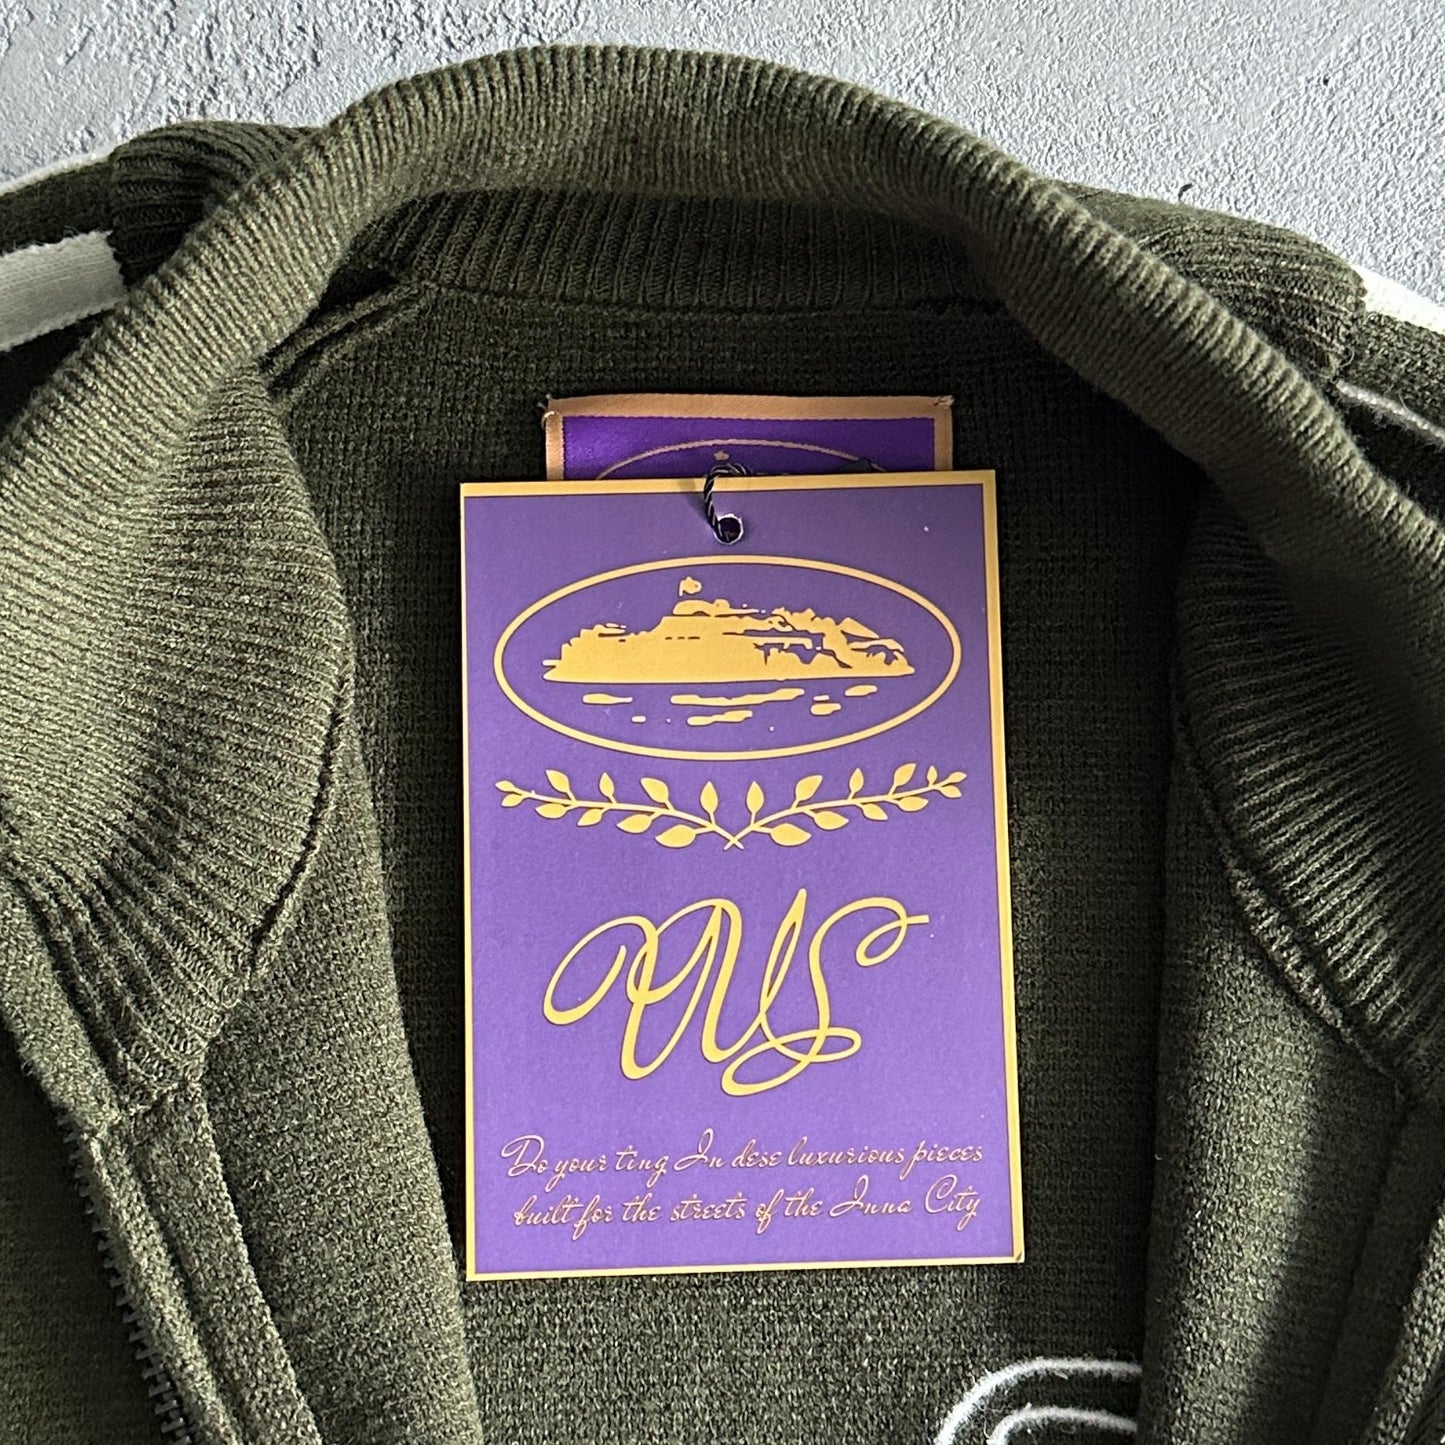 Do your ting In dese luxurious pieces
built for the streets of the Inna City